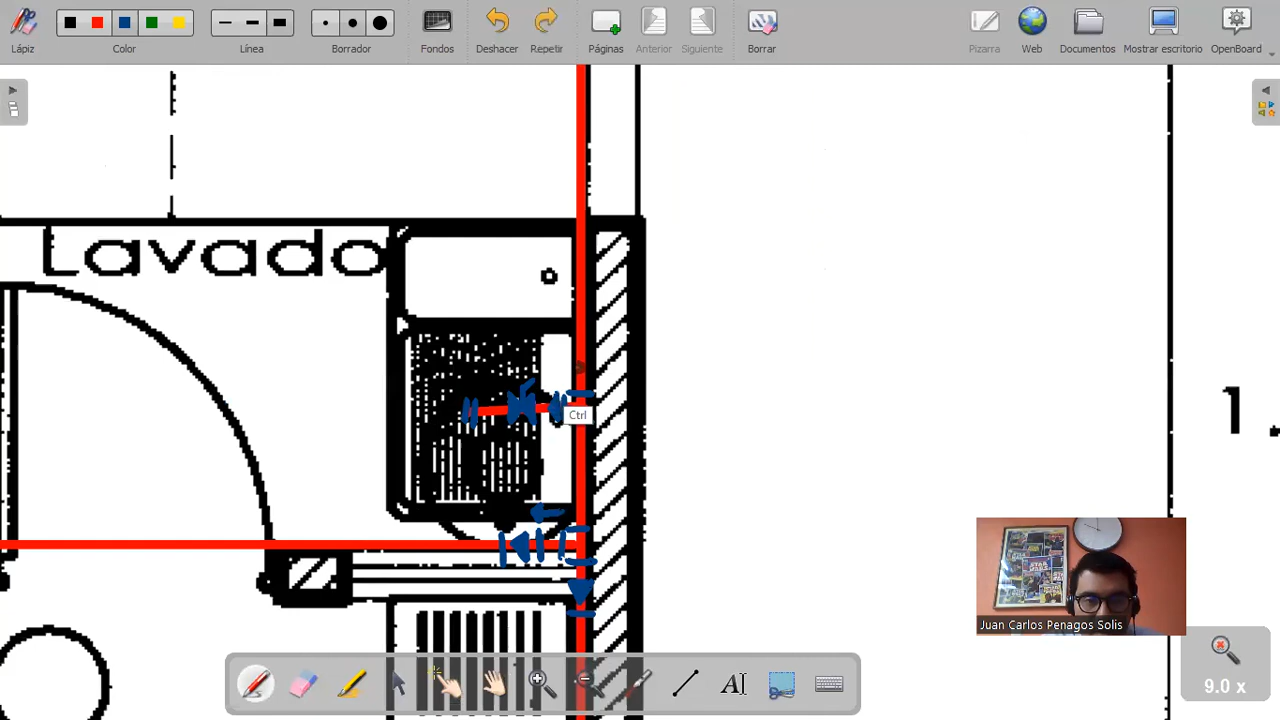 Lápiz
Color
Línea
Borrador
Fondos
Deshacer
Repetir
Páginas
Anterior
Siguiente
Borrar
Pizarra
Web
Documentos
Mostrar escritorio
OpenBoard
Lavado
Ctrl
1.
Juan Carlos Penagos Solis
9.0 x